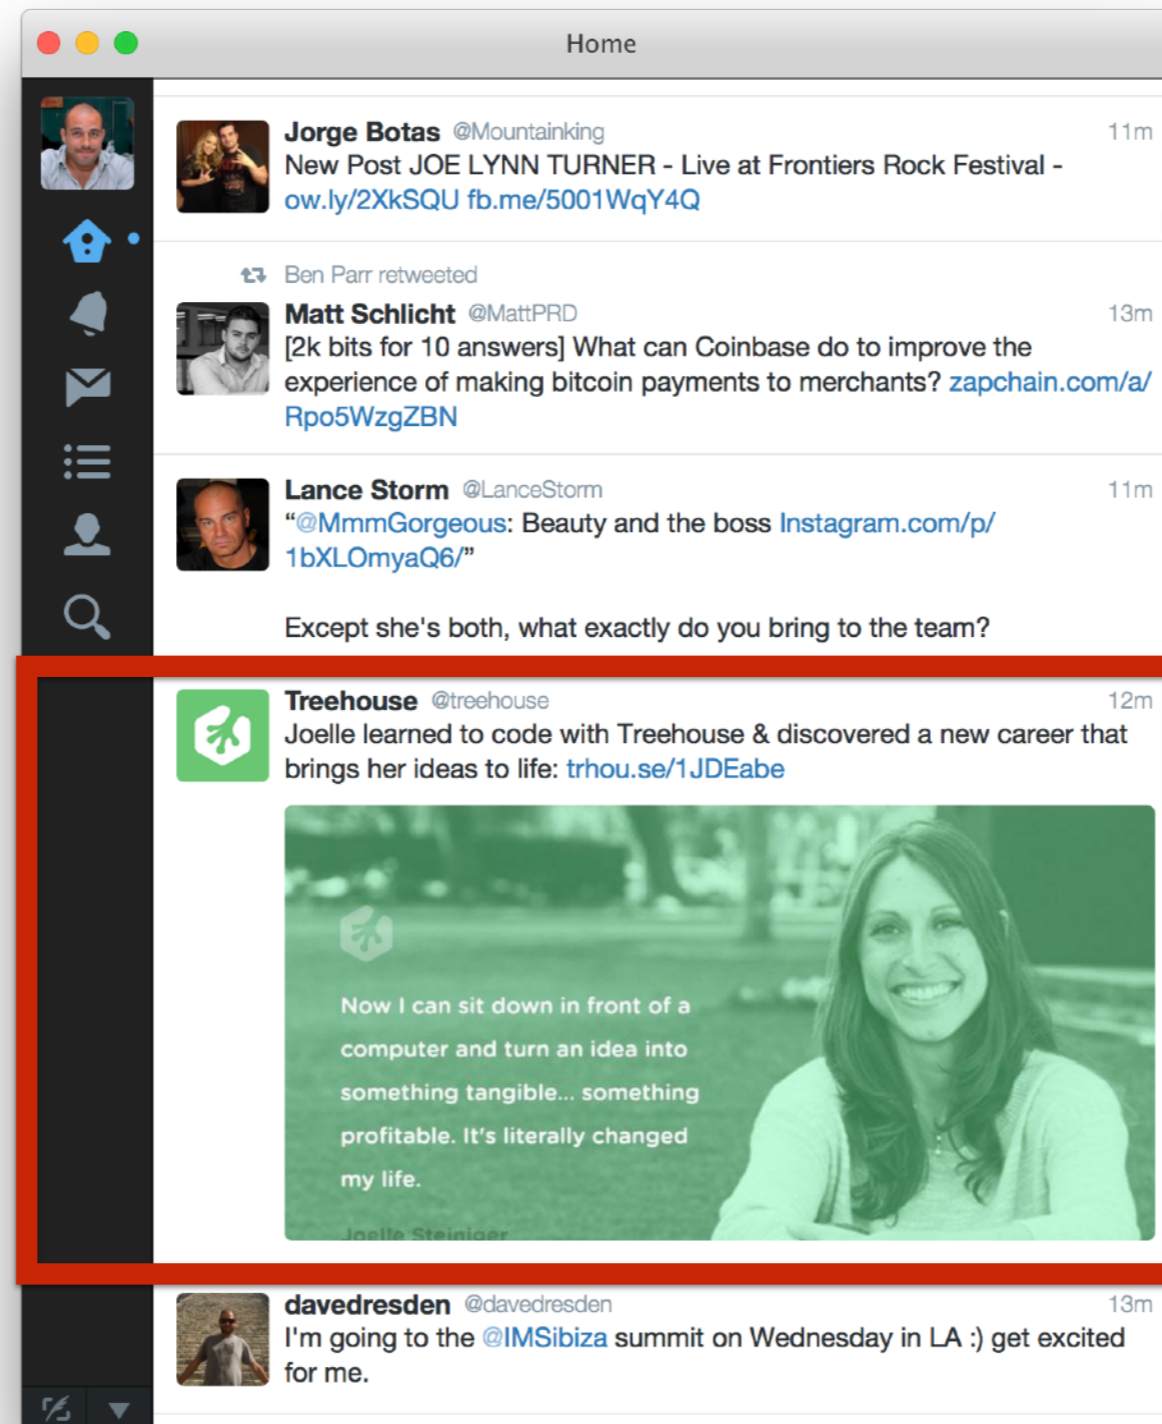 Home
Jorge Botas @Mountainking 11m
New Post JOE LYNN TURNER - Live at Frontiers Rock Festival -
ow.ly/2XkSQU fb.me/5001WqY4Q
Ben Parr retweeted
Matt Schlicht @MattPRD 13m
[2k bits for 10 answers] What can Coinbase do to improve the
experience of making bitcoin payments to merchants? zapchain.com/a/
Rpo5WzgZBN
Lance Storm @LanceStorm 11m
“@MmmGorgeous: Beauty and the boss Instagram.com/p/
1bXLOmyaQ6/”
Except she's both, what exactly do you bring to the team?
Treehouse @treehouse 12m
Joelle learned to code with Treehouse & discovered a new career that
brings her ideas to life: trhou.se/1JDEabe
Now I can sit down in front of a
computer and turn an idea into
something tangible... something
profitable. It's literally changed
my life.
Joelle Steiniger
davedresden @davedresden 13m
I'm going to the @IMSibiza summit on Wednesday in LA :) get excited
for me.